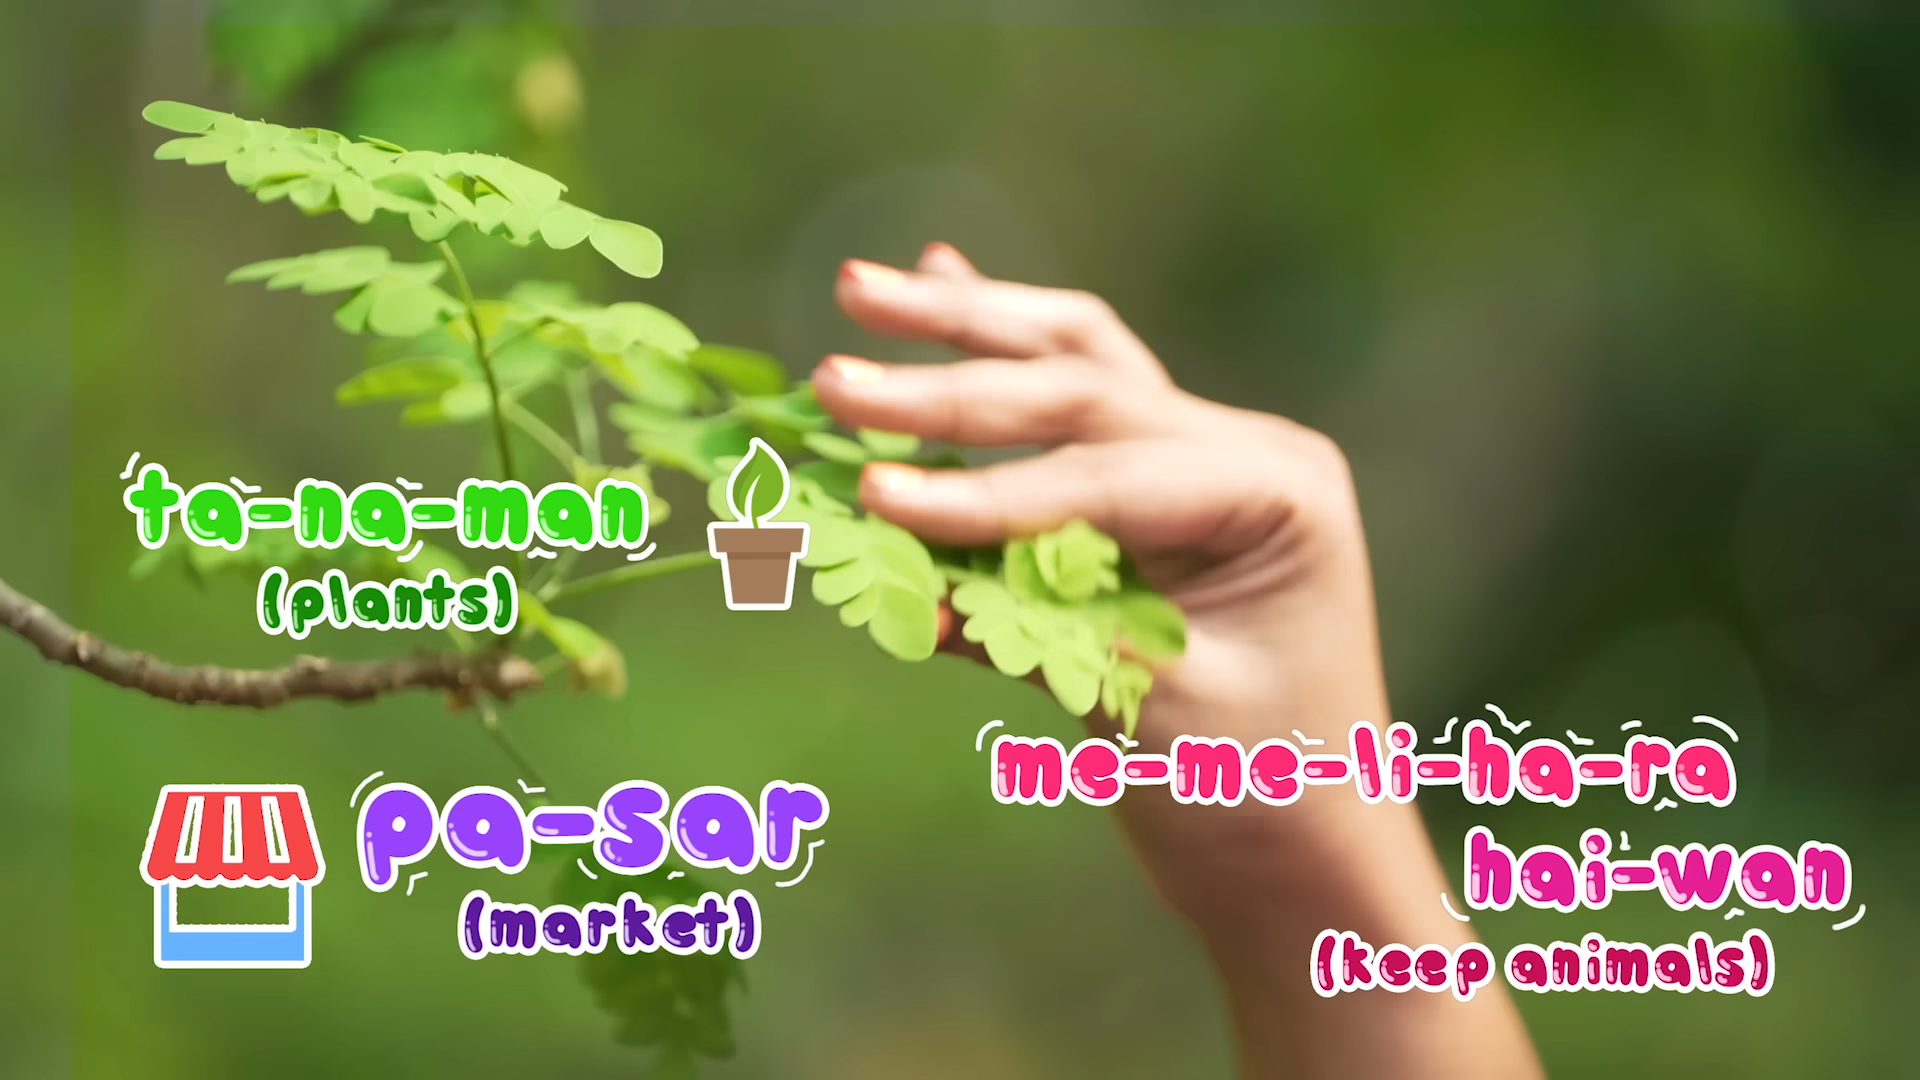 ta-na-man
(plants)
pa-sar
(market)
me-me-li-ha-ra
hai-wan
(keep animals)